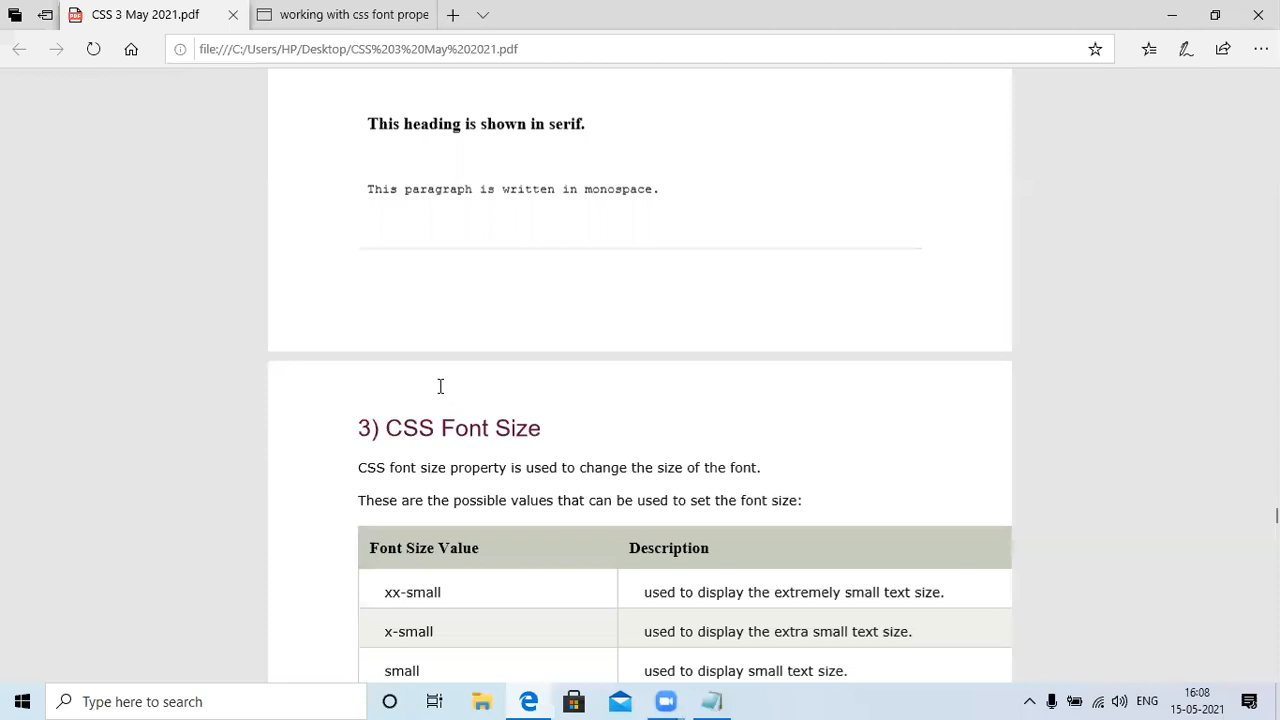 CSS 3 May 2021.pdf
working with css.pdf
file:///C:/Users/HP/Desktop/CSS%203%20May%202021.pdf
This heading is shown in serif.
This paragraph is written in monospace.
3) CSS Font Size
CSS font size property is used to change the size of the font.
These are the possible values that can be used to set the font size:
Font Size Value Description
xx-small used to display the extremely small text size.
x-small used to display the extra small text size.
small used to display small text size.
Type here to search
ENG
16:08
15-05-2021